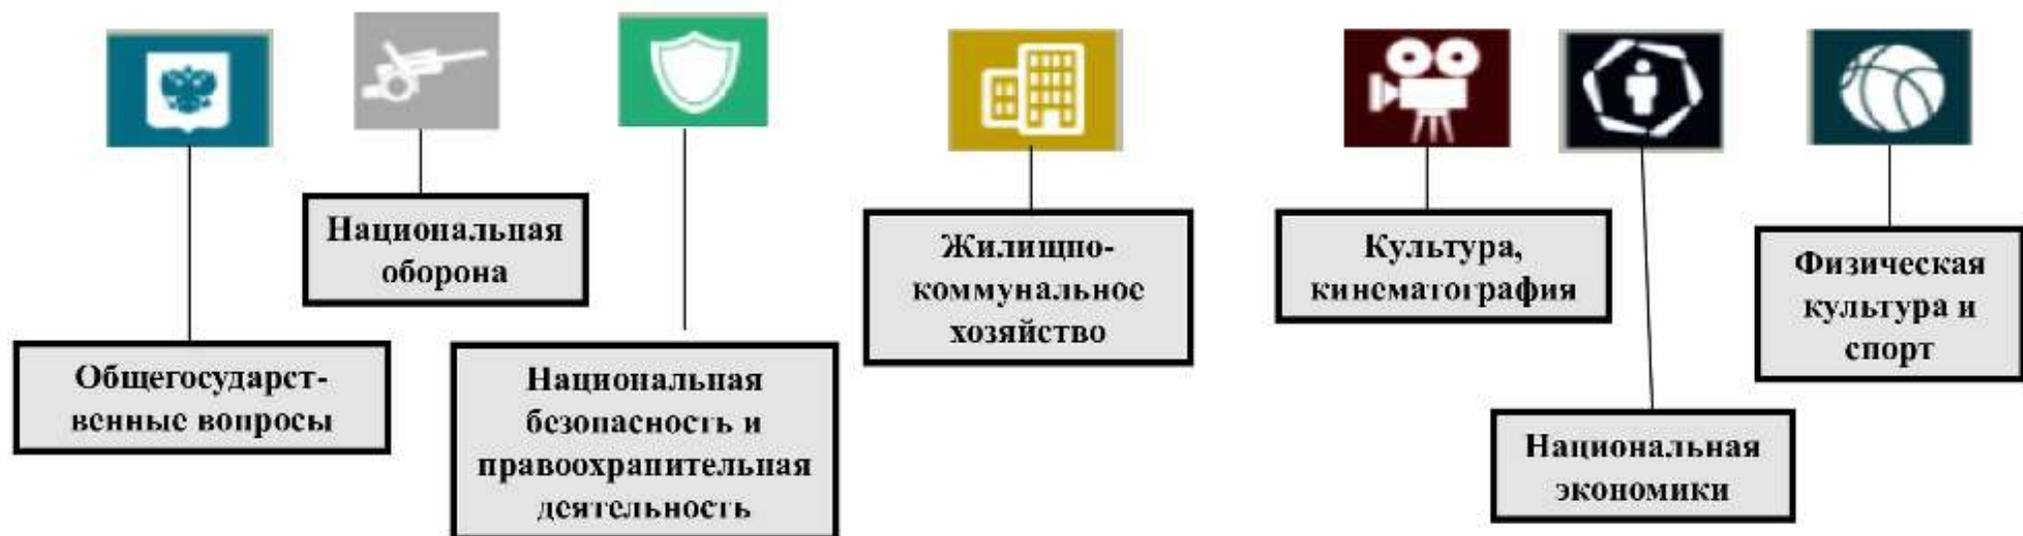 Национальная
оборона
Общегосударст-
венные вопросы
Национальная
безопасность и
правоохранительная
деятельность
Жилищно-
коммунальное
хозяйство
Культура,
кинематография
Национальная
экономики
Физическая
культура и
спорт